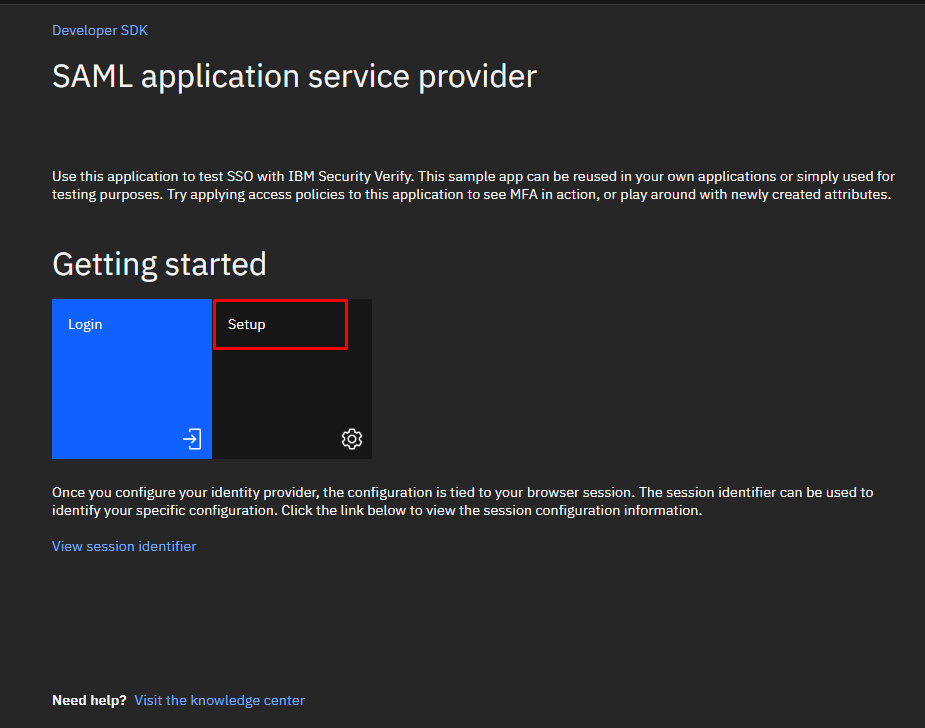 Developer SDK
SAML application service provider
Use this application to test SSO with IBM Security Verify. This sample app can be reused in your own applications or simply used for
testing purposes. Try applying access policies to this application to see MFA in action, or play around with newly created attributes.
Getting started
Login
Setup
Once you configure your identity provider, the configuration is tied to your browser session. The session identifier can be used to
identify your specific configuration. Click the link below to view the session configuration information.
View session identifier
Need help? Visit the knowledge center